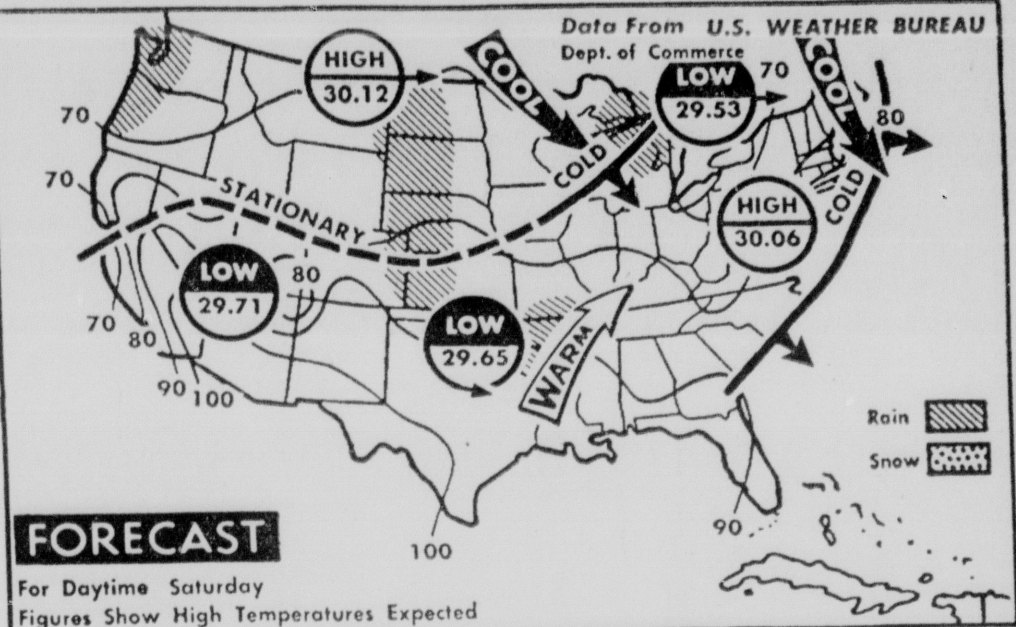 Data From U.S. WEATHER BUREAU
Dept. of Commerce
HIGH
30.12
COOL
LOW
29.53
70
COOL
80
70
70
COLD
COLD
STATIONARY
HIGH
30.06
LOW
29.71
80
LOW
29.65
WARM
70
80
90
100
Rain
Snow
90
100
FORECAST
For Daytime Saturday
Figures Show High Temperatures Expected